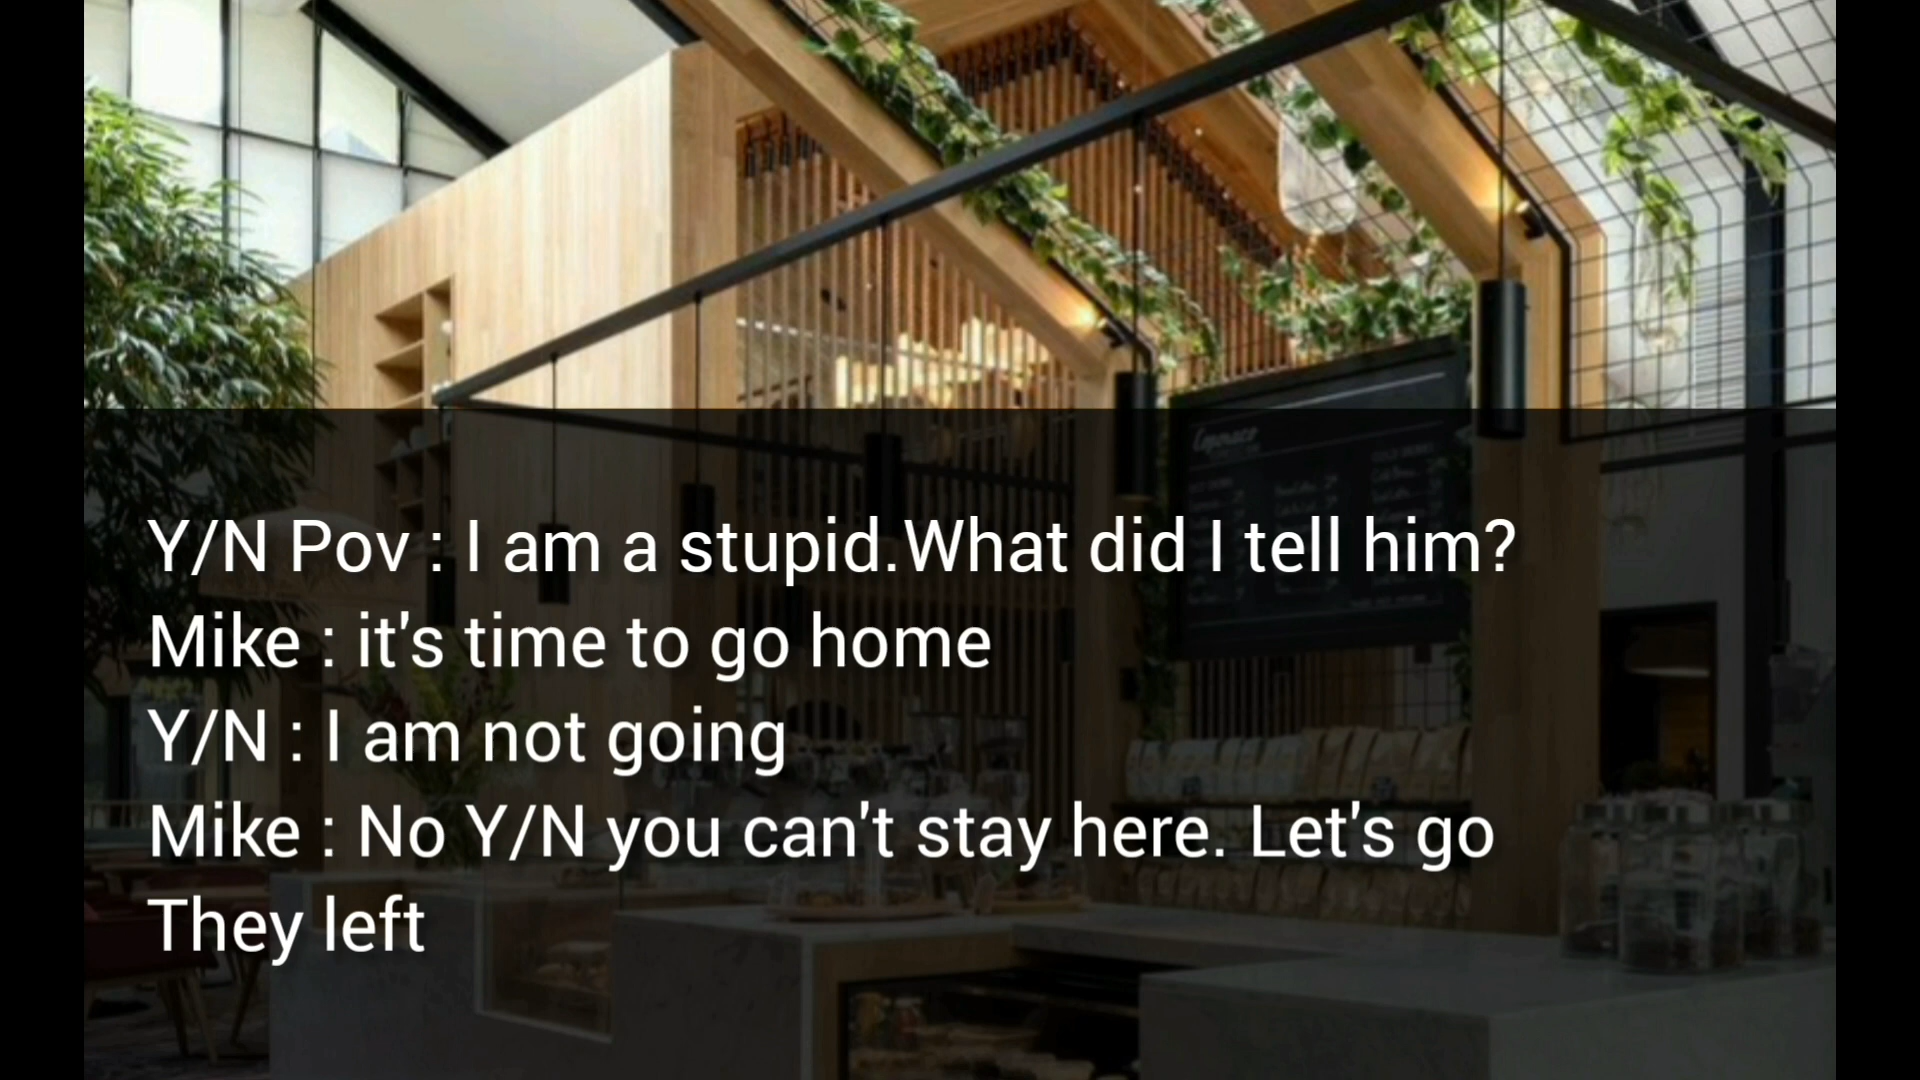 Y/N Pov : I am a stupid.What did I tell him?
Mike : it's time to go home
Y/N : I am not going
Mike : No Y/N you can't stay here. Let's go
They left